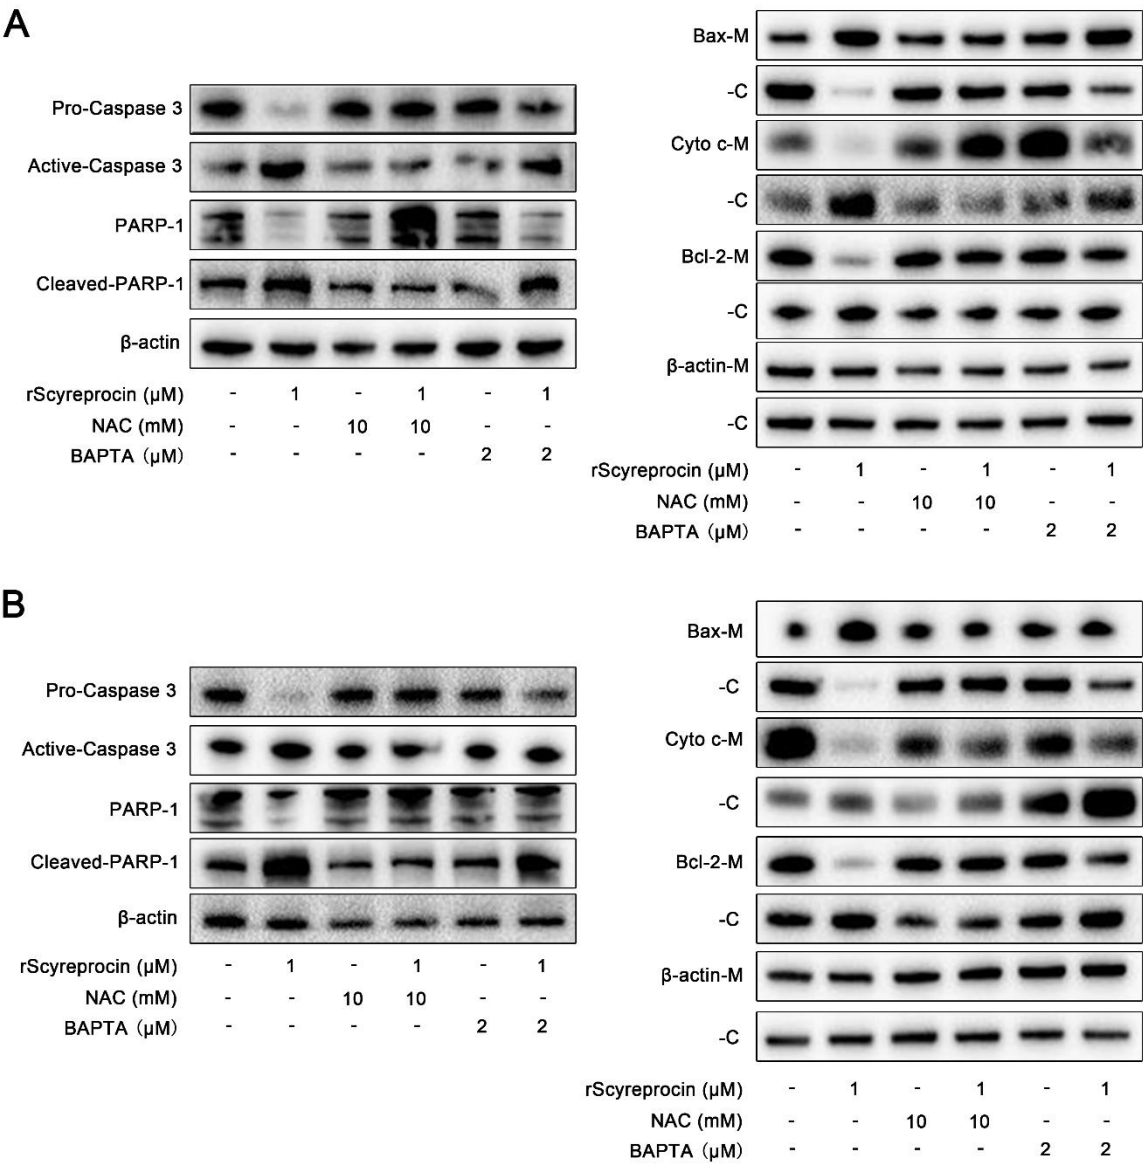 A
Pro-Caspase 3
Active-Caspase 3
PARP-1
Cleaved-PARP-1
β-actin
rScyreprocin (μM) - 1 - 1 - 1
NAC (mM) - - 10 10 - -
BAPTA (μM) - - - - 2 2
Bax-M
-C
Cyto c-M
-C
Bcl-2-M
-C
β-actin-M
-C
rScyreprocin (μM) - 1 - 1 - 1
NAC (mM) - - 10 10 - -
BAPTA (μM) - - - - 2 2
B
Pro-Caspase 3
Active-Caspase 3
PARP-1
Cleaved-PARP-1
β-actin
rScyreprocin (μM) - 1 - 1 - 1
NAC (mM) - - 10 10 - -
BAPTA (μM) - - - - 2 2
Bax-M
-C
Cyto c-M
-C
Bcl-2-M
-C
β-actin-M
-C
rScyreprocin (μM) - 1 - 1 - 1
NAC (mM) - - 10 10 - -
BAPTA (μM) - - - - 2 2